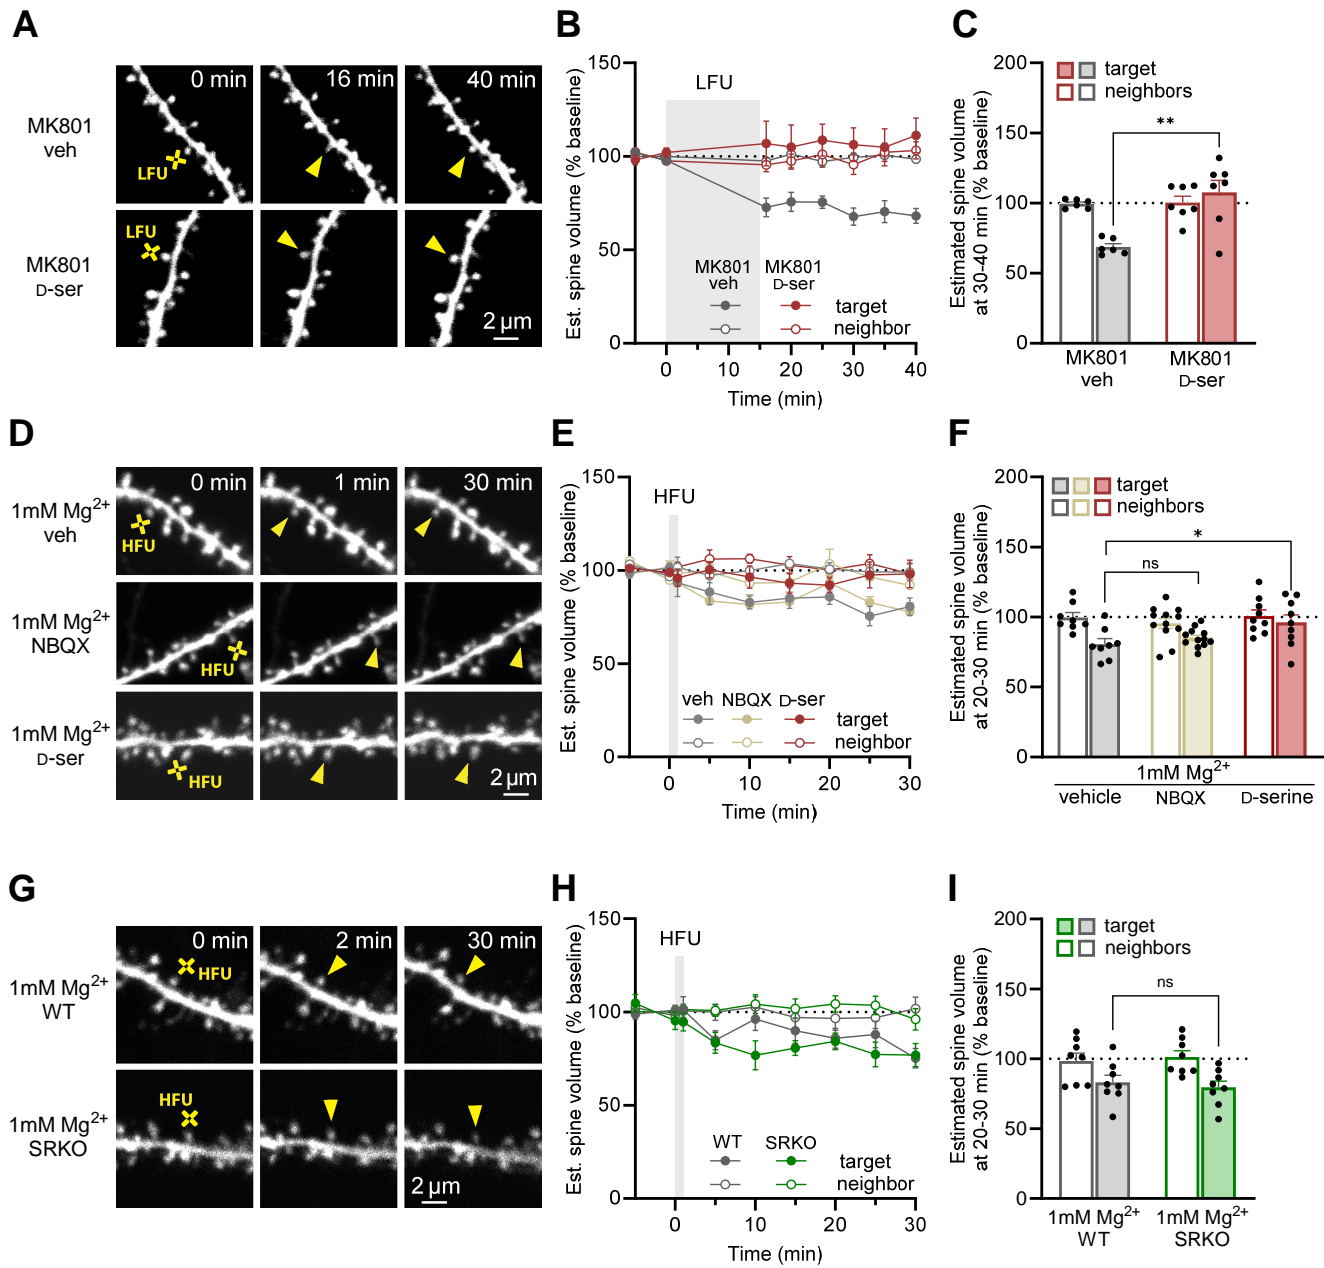 A
0 min
16 min
40 min
MK801
veh
LFU
LFU
MK801
D-ser
2 µm
B
150
100
50
0
Est. spine volume (% baseline)
LFU
MK801
veh
MK801
D-ser
target
neighbor
0
10
20
30
40
Time (min)
C
200
150
100
50
0
Estimated spine volume
at 30-40 min (% baseline)
target
neighbors
**
MK801
veh
MK801
D-ser
D
0 min
1 min
30 min
1mM Mg²⁺
veh
HFU
1mM Mg²⁺
NBQX
HFU
1mM Mg²⁺
D-ser
HFU
2 µm
E
150
100
50
0
Est. spine volume (% baseline)
HFU
veh NBQX D-ser
target
neighbor
0
10
20
30
Time (min)
F
200
150
100
50
0
Estimated spine volume
at 20-30 min (% baseline)
target
neighbors
*
ns
1mM Mg²⁺
vehicle
NBQX
D-serine
G
0 min
2 min
30 min
1mM Mg²⁺
WT
HFU
HFU
1mM Mg²⁺
SRKO
2 µm
H
150
100
50
0
Est. spine volume (% baseline)
HFU
WT SRKO
target
neighbor
0
10
20
30
Time (min)
I
200
150
100
50
0
Estimated spine volume
at 20-30 min (% baseline)
target
neighbors
ns
1mM Mg²⁺
WT
1mM Mg²⁺
SRKO